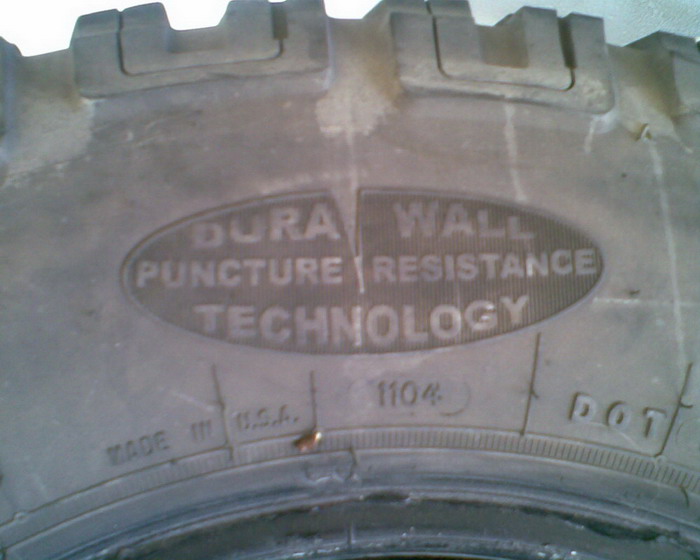 DURA WALL
PUNCTURE RESISTANCE
TECHNOLOGY
MADE IN U.S.A.
1104
DOT